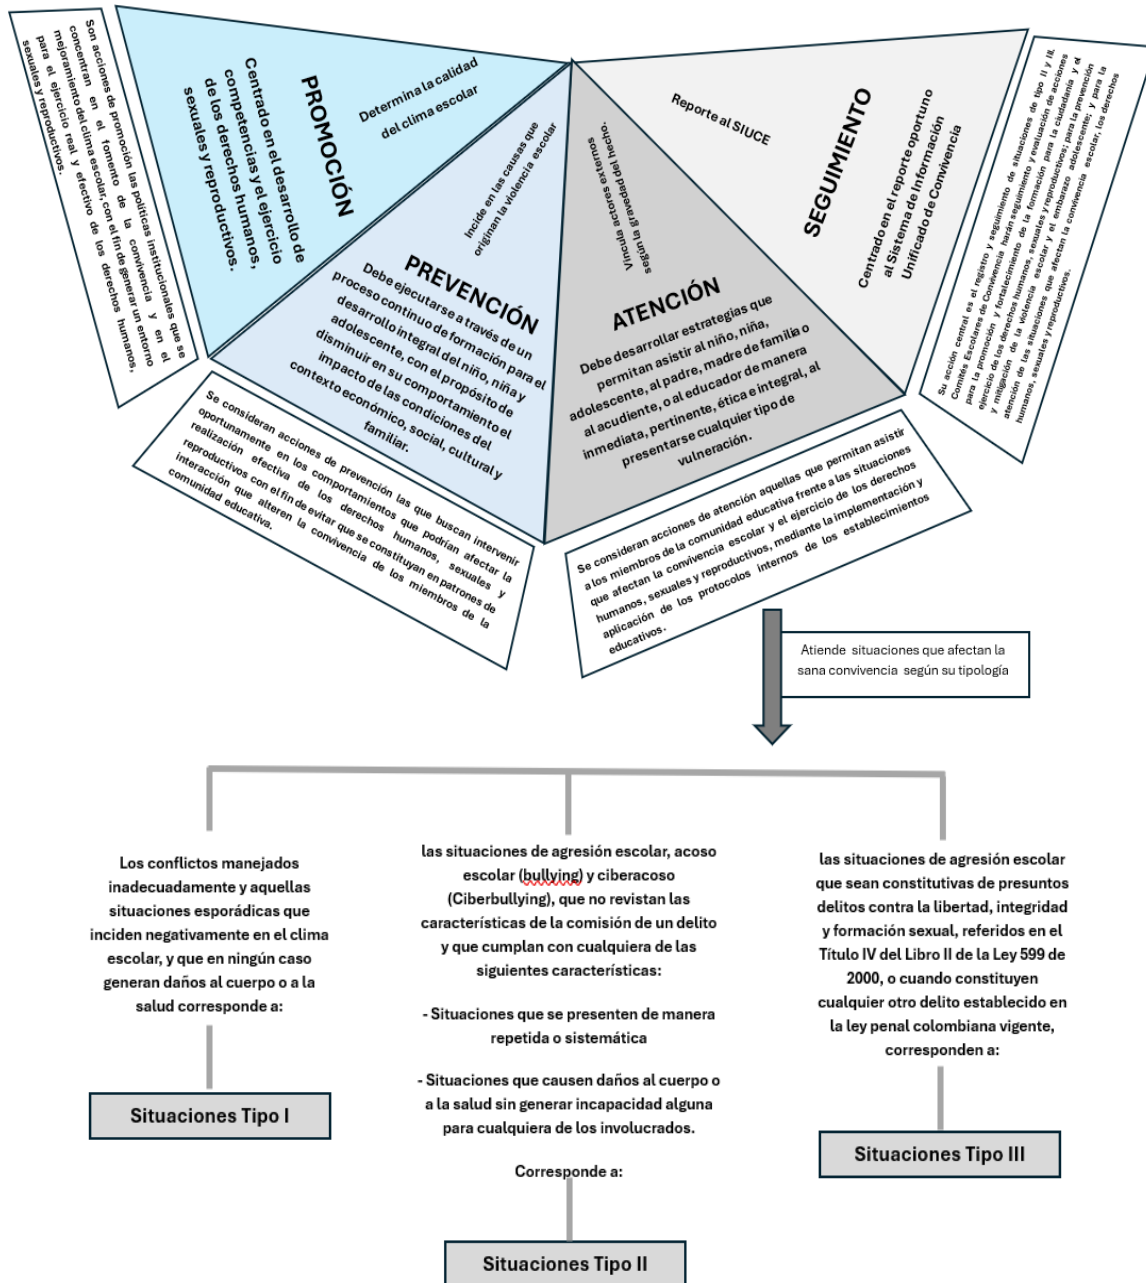 PROMOCIÓN
Centrado en el desarrollo de
competencias y el ejercicio
de los derechos humanos,
sexuales y reproductivos.
Determina la calidad
del clima escolar
Son acciones de promoción las políticas institucionales que se
concentran en el fomento de la convivencia y en el
mejoramiento del clima escolar, con el fin de generar un entorno
para el ejercicio real y efectivo de los derechos humanos,
sexuales y reproductivos.
PREVENCIÓN
Incide en las causas que
originan la violencia escolar
Debe ejecutarse a través de un
proceso continuo de formación para el
desarrollo integral del niño, niña y
adolescente, con el propósito de
disminuir en su comportamiento el
impacto de las condiciones del
contexto económico, social, cultural y
familiar.
Se consideran acciones de prevención las que buscan intervenir
oportunamente en los comportamientos que podrían afectar la
realización efectiva de los derechos humanos, sexuales y
reproductivos con el fin de evitar que se constituyan en patrones de
interacción que alteren la convivencia de los miembros de la
comunidad educativa.
ATENCIÓN
Vincula actores externos
según la gravedad del hecho.
Debe desarrollar estrategias que
permitan asistir al niño, niña,
adolescente, al padre, madre de familia o
al acudiente, o al educador de manera
inmediata, pertinente, ética e integral, al
presentarse cualquier tipo de
vulneración.
Se consideran acciones de atención aquellas que permitan asistir
a los miembros de la comunidad educativa frente a las situaciones
que afectan la convivencia escolar y el ejercicio de los derechos
humanos, sexuales y reproductivos, mediante la implementación y
aplicación de los protocolos internos de los establecimientos
educativos.
SEGUIMIENTO
Reporte al SIUCE
Centrado en el reporte oportuno
al Sistema de Información
Unificado de Convivencia
Su acción central es el registro y seguimiento de situaciones de tipo II y III.
Comités Escolares de Convivencia harán seguimiento y evaluación de acciones
para la promoción y fortalecimiento de la formación para la ciudadanía y el
ejercicio de los derechos humanos, sexuales y reproductivos; para la prevención
y mitigación de la violencia escolar y el embarazo adolescente; y para la
atención de las situaciones que afectan la convivencia escolar, los derechos
humanos, sexuales y reproductivos.
Atiende situaciones que afectan la
sana convivencia según su tipología
Los conflictos manejados
inadecuadamente y aquellas
situaciones esporádicas que
inciden negativamente en el clima
escolar, y que en ningún caso
generan daños al cuerpo o a la
salud corresponde a:
Situaciones Tipo I
las situaciones de agresión escolar, acoso
escolar (bullying) y ciberacoso
(Ciberbullying), que no revistan las
características de la comisión de un delito
y que cumplan con cualquiera de las
siguientes características:
- Situaciones que se presenten de manera
repetida o sistemática
- Situaciones que causen daños al cuerpo o
a la salud sin generar incapacidad alguna
para cualquiera de los involucrados.
Corresponde a:
Situaciones Tipo II
las situaciones de agresión escolar
que sean constitutivas de presuntos
delitos contra la libertad, integridad
y formación sexual, referidos en el
Título IV del Libro II de la Ley 599 de
2000, o cuando constituyen
cualquier otro delito establecido en
la ley penal colombiana vigente,
corresponden a:
Situaciones Tipo III